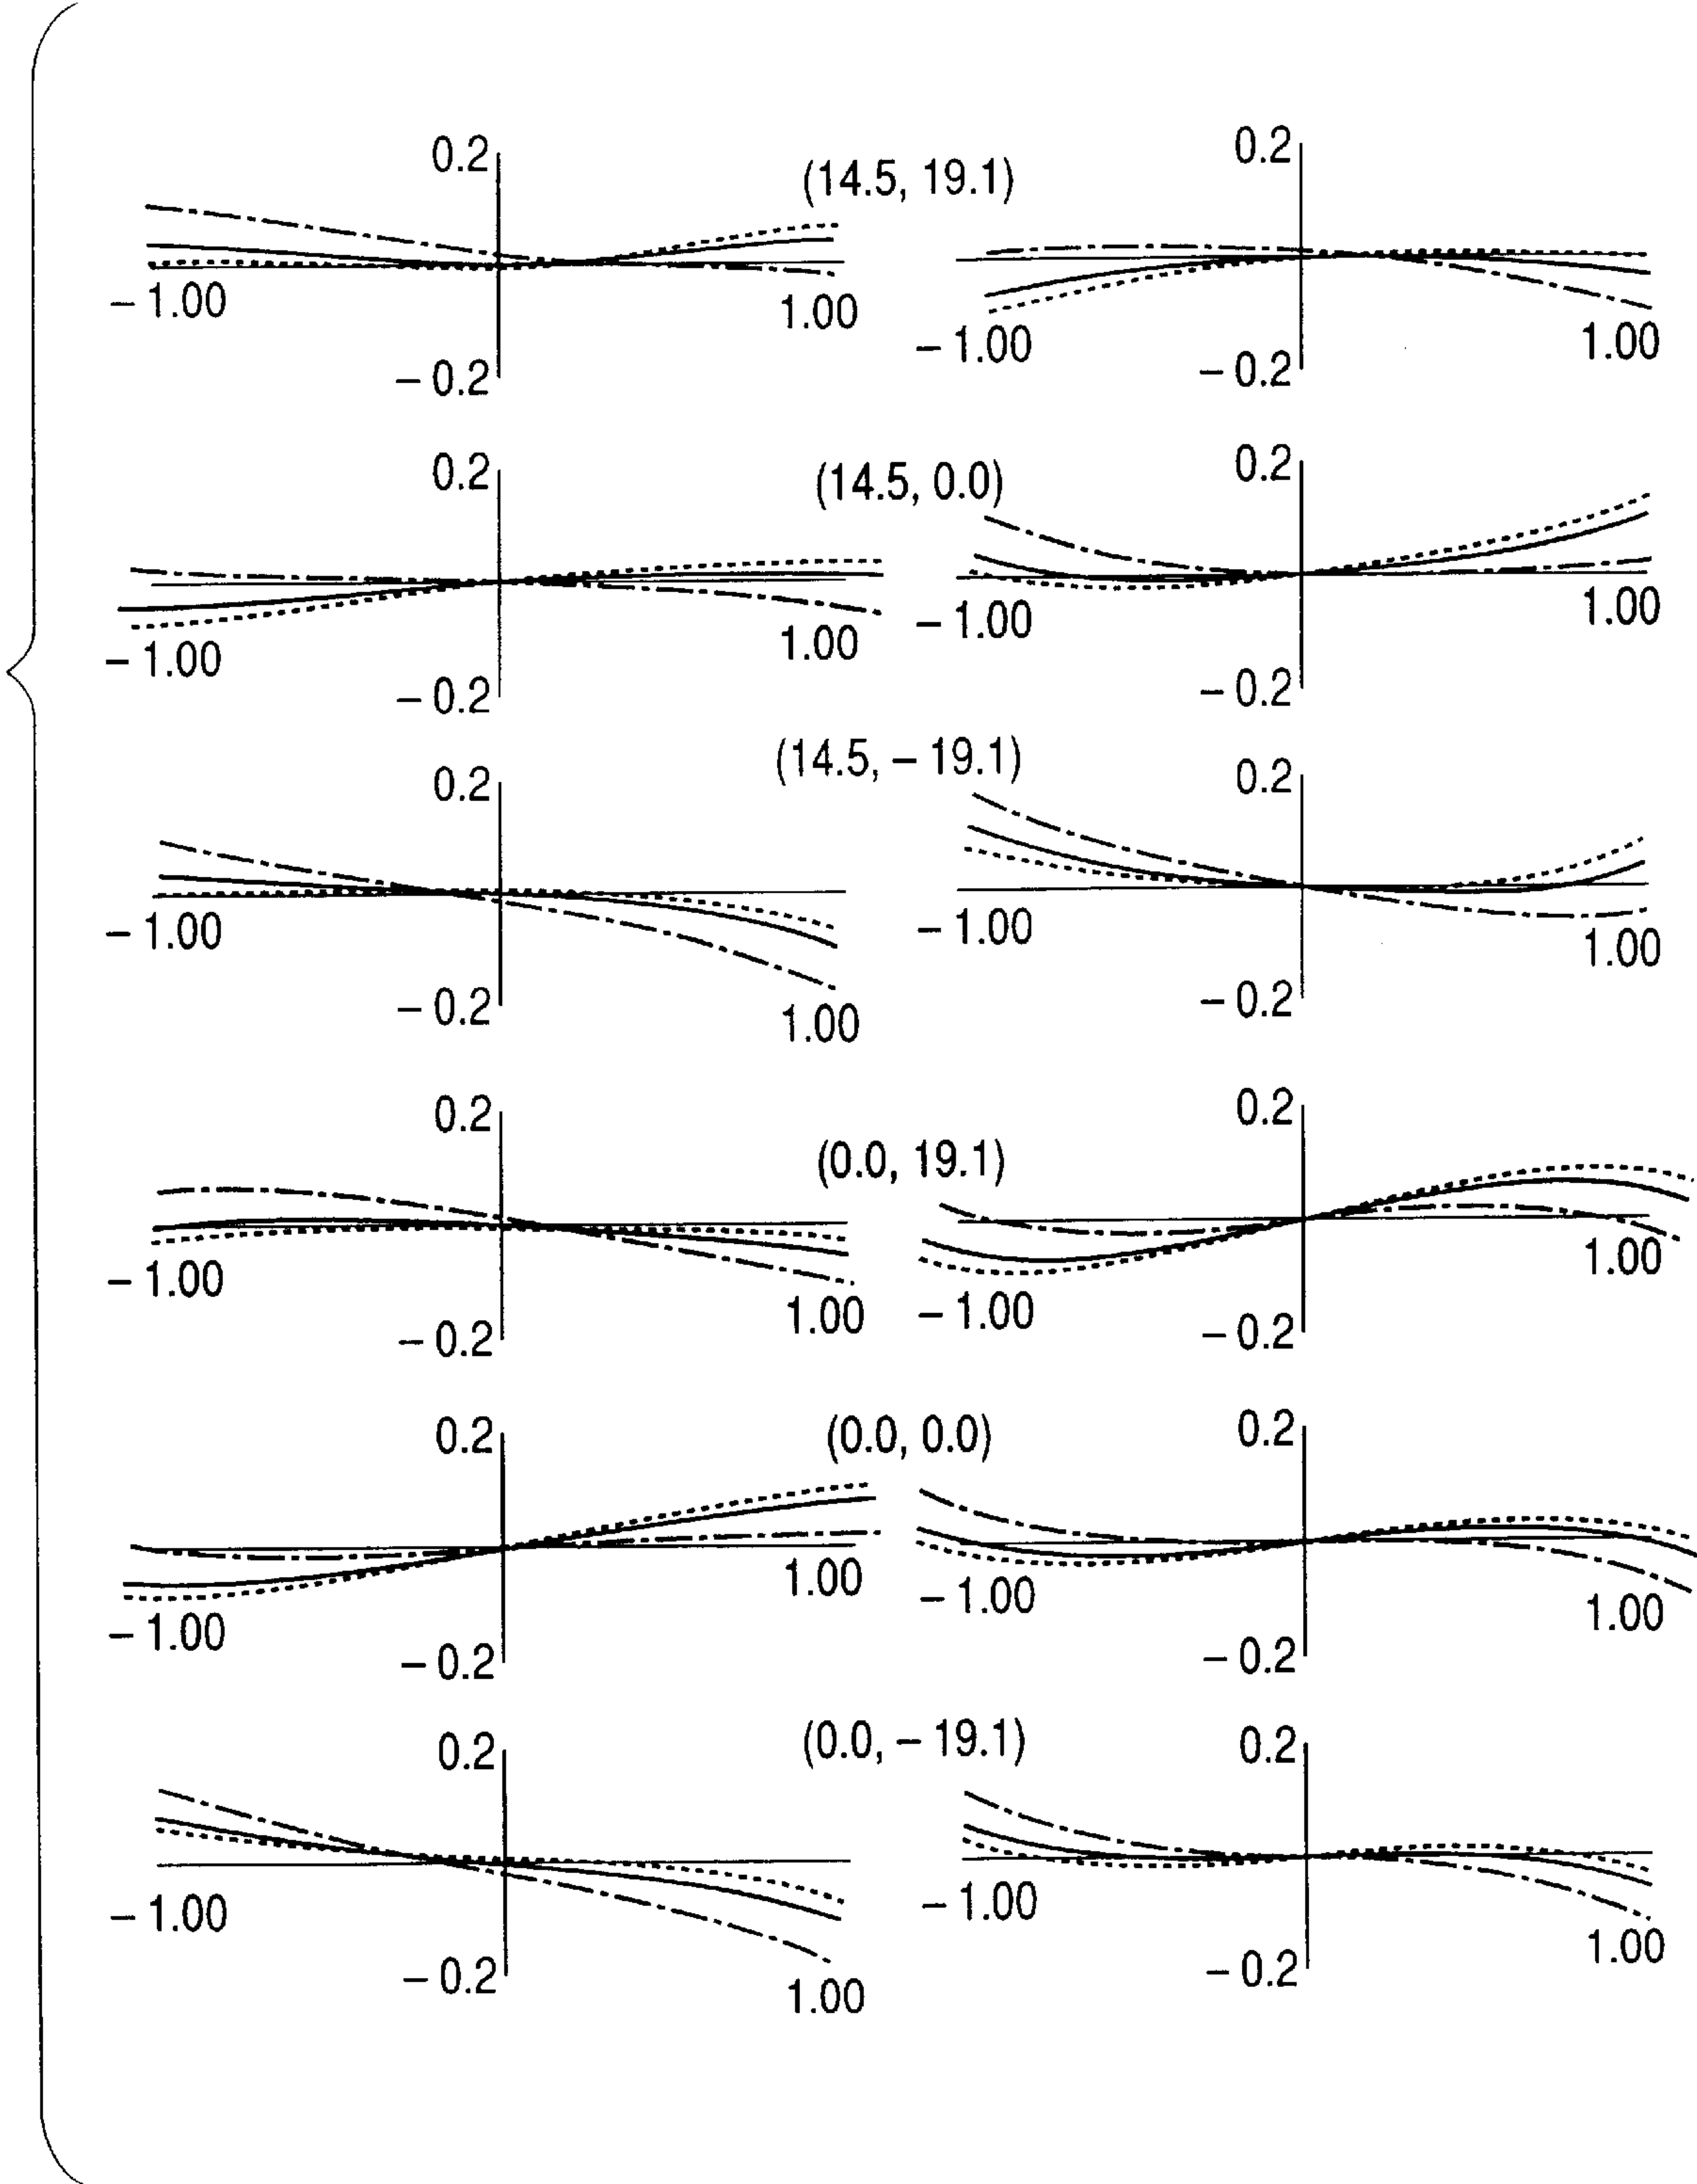 0.2 (14.5, 19.1) 0.2
– 1.00 1.00 – 1.00 1.00
– 0.2 – 0.2
0.2 (14.5, 0.0) 0.2
– 1.00 1.00 – 1.00 1.00
– 0.2 – 0.2
(14.5, – 19.1)
0.2 0.2
– 1.00 – 1.00 1.00
– 0.2 1.00 – 0.2
0.2 0.2
(0.0, 19.1)
– 1.00 1.00 – 1.00 1.00
– 0.2 – 0.2
0.2 (0.0, 0.0) 0.2
– 1.00 1.00 – 1.00 1.00
– 0.2 – 0.2
0.2 (0.0, – 19.1) 0.2
– 1.00 – 1.00 1.00
– 0.2 1.00 – 0.2